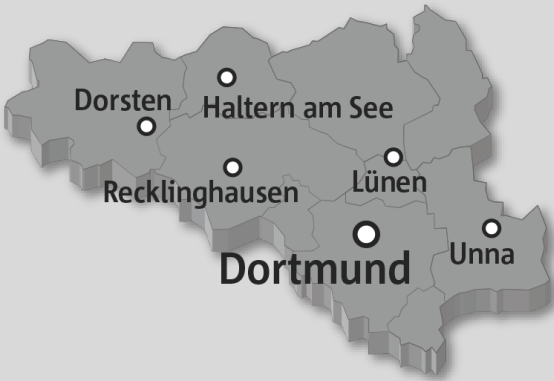 Dorsten
Haltern am See
Recklinghausen
Lünen
Dortmund
Unna